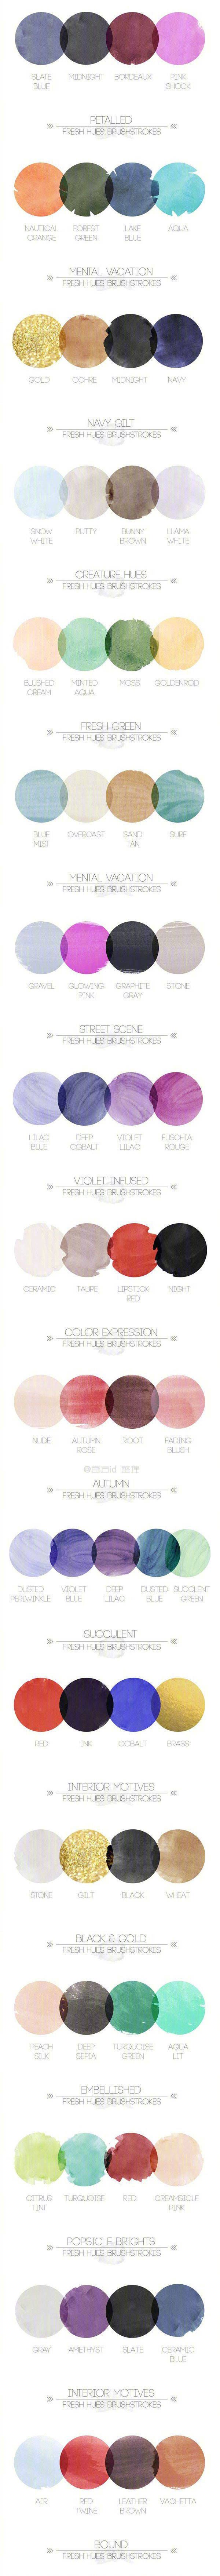 SLATE BLUE MIDNIGHT BORDEAUX PINK SHOCK
PETALLED
FRESH HUES BRUSHSTROKES
NAUTICAL ORANGE FOREST GREEN LAKE BLUE AQUA
MENTAL VACATION
FRESH HUES BRUSHSTROKES
GOLD OCHRE MIDNIGHT NAVY
NAVY GILT
FRESH HUES BRUSHSTROKES
SNOW WHITE PUTTY BUNNY BROWN LLAMA WHITE
CREATURE HUES
FRESH HUES BRUSHSTROKES
BLUSHED CREAM MINTED AQUA MOSS GOLDENROD
FRESH GREEN
FRESH HUES BRUSHSTROKES
BLUE MIST OVERCAST SAND TAN SURF
MENTAL VACATION
FRESH HUES BRUSHSTROKES
GRAVEL GLOWING PINK GRAPHITE GRAY STONE
STREET SCENE
FRESH HUES BRUSHSTROKES
LILAC BLUE DEEP COBALT VIOLET LILAC FUSCHIA ROUGE
VIOLET INFUSED
FRESH HUES BRUSHSTROKES
CERAMIC TAUPE LIPSTICK RED NIGHT
COLOR EXPRESSION
FRESH HUES BRUSHSTROKES
NUDE AUTUMN ROSE ROOT FADING BLUSH
AUTUMN
FRESH HUES BRUSHSTROKES
DUSTED PERIWINKLE VIOLET BLUE DEEP LILAC DUSTED BLUE SUCCLENT GREEN
SUCCULENT
FRESH HUES BRUSHSTROKES
RED INK COBALT BRASS
INTERIOR MOTIVES
FRESH HUES BRUSHSTROKES
STONE GILT BLACK WHEAT
BLACK & GOLD
FRESH HUES BRUSHSTROKES
PEACH SILK DEEP SEPIA TURQUOISE GREEN AQUA LIT
EMBELLISHED
FRESH HUES BRUSHSTROKES
CITRUS TINT TURQUOISE RED CREAMSICLE PINK
POPSICLE BRIGHTS
FRESH HUES BRUSHSTROKES
GRAY AMETHYST SLATE CERAMIC BLUE
INTERIOR MOTIVES
FRESH HUES BRUSHSTROKES
AIR RED TWINE LEATHER BROWN VACHETTA
BOUND
FRESH HUES BRUSHSTROKES